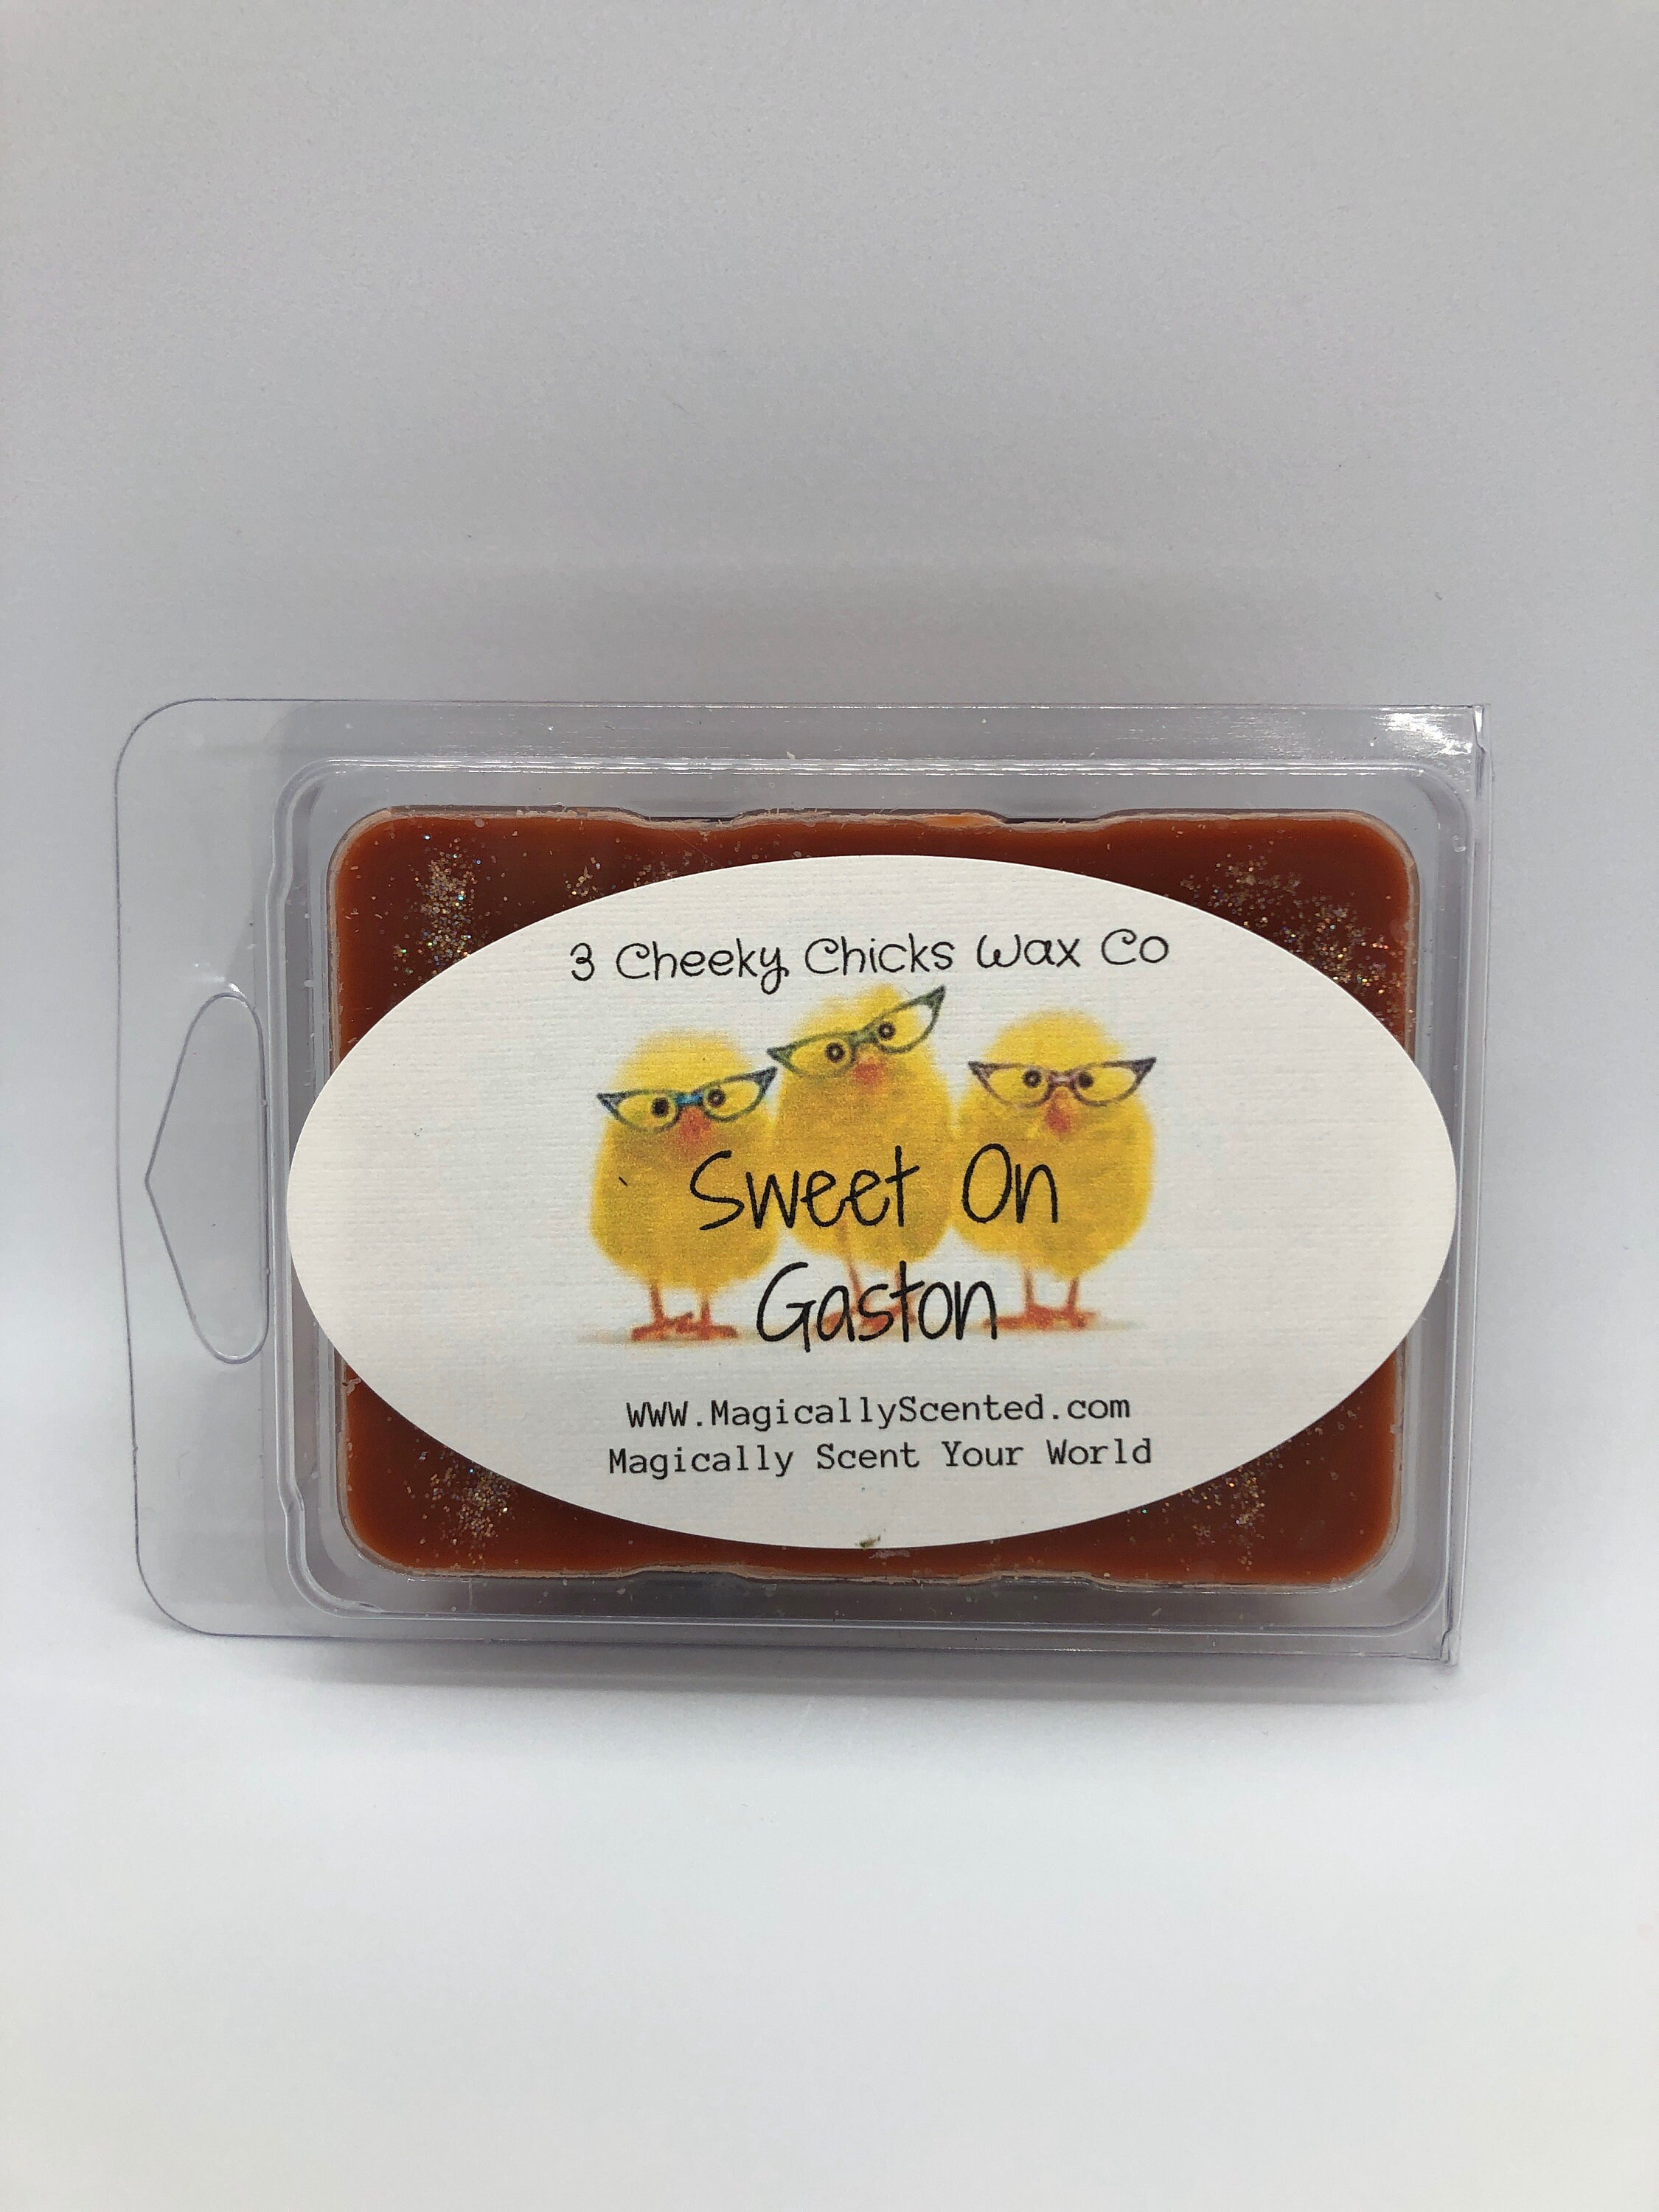 3 Cheeky Chicks Wax Co
Sweet On
Gaston
WWW.MagicallyScented.com
Magically Scent Your World